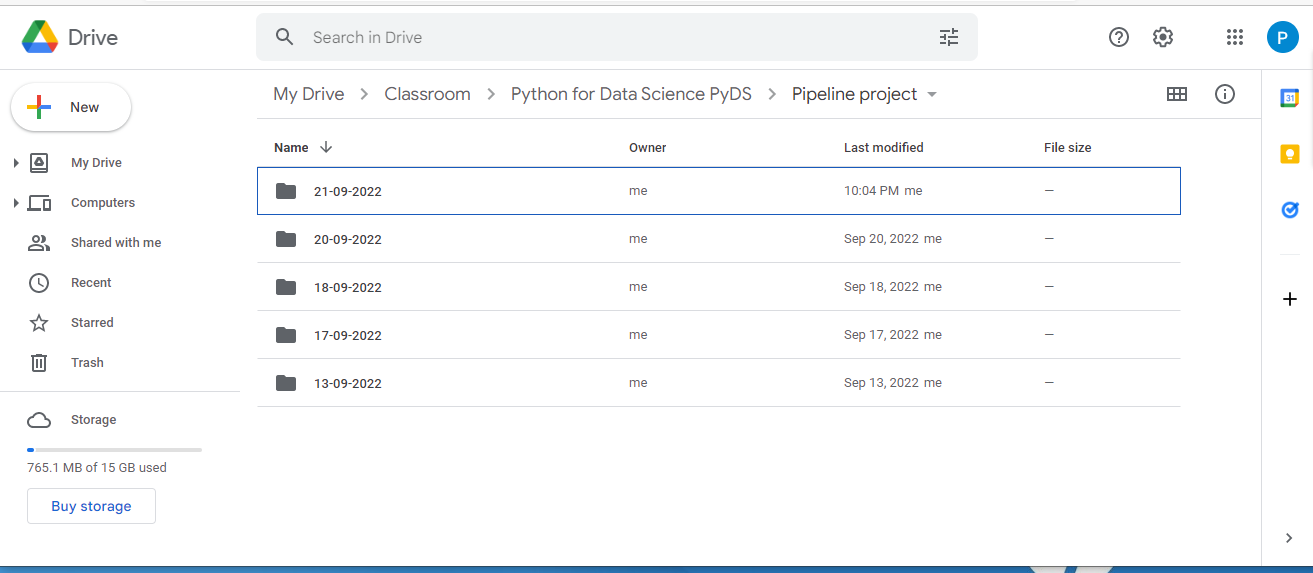 Drive
Search in Drive
P
New
My Drive
Computers
Shared with me
Recent
Starred
Trash
Storage
765.1 MB of 15 GB used
Buy storage
My Drive > Classroom > Python for Data Science PyDS > Pipeline project
Name Owner Last modified File size
21-09-2022 me 10:04 PM me —
20-09-2022 me Sep 20, 2022 me —
18-09-2022 me Sep 18, 2022 me —
17-09-2022 me Sep 17, 2022 me —
13-09-2022 me Sep 13, 2022 me —
31